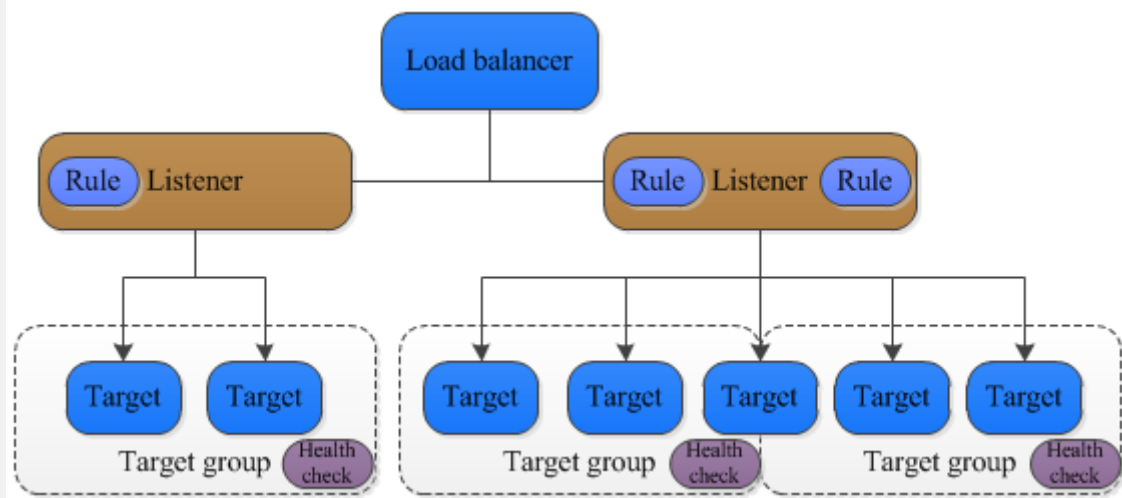 Load balancer
Rule Listener
Rule Listener Rule
Target
Target
Target
Target
Target
Target
Target
Target group Health check
Target group Health check
Target group Health check